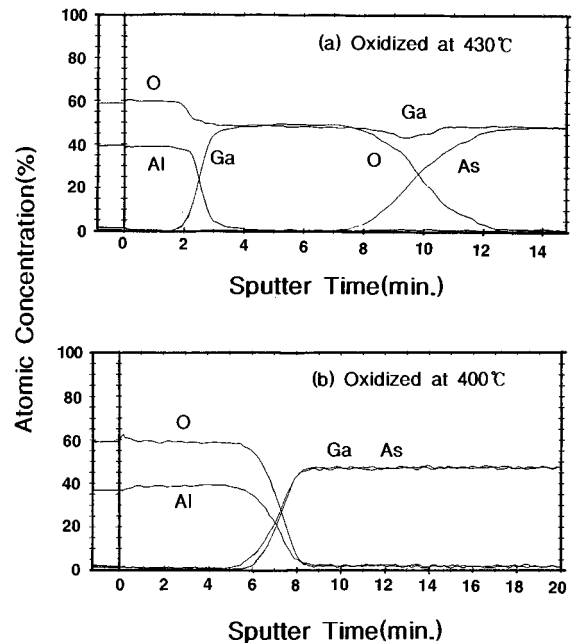 Atomic Concentration(%)
(a) Oxidized at 430℃
100
80
60
40
20
0
O
Al
Ga
Ga
O
As
0 2 4 6 8 10 12 14
Sputter Time(min.)
(b) Oxidized at 400℃
100
80
60
40
20
0
O
Al
Ga As
0 2 4 6 8 10 12 14 16 18 20
Sputter Time(min.)